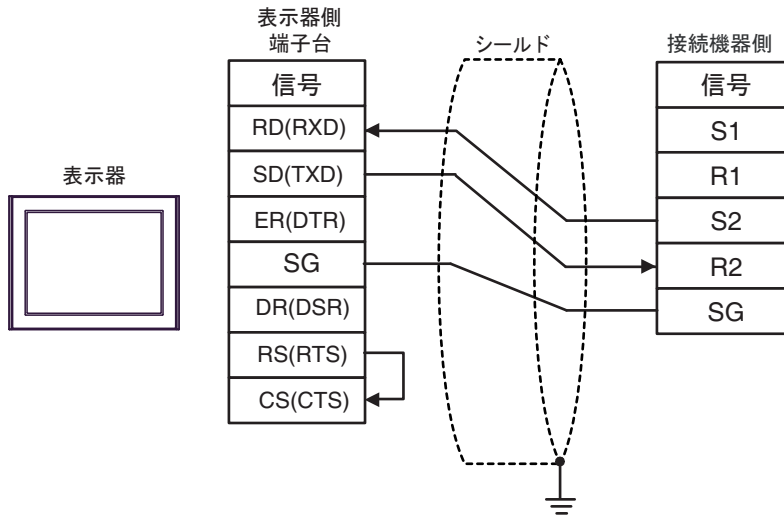 表示器
表示器側
端子台
信号
RD(RXD)
SD(TXD)
ER(DTR)
SG
DR(DSR)
RS(RTS)
CS(CTS)
シールド
接続機器側
信号
S1
R1
S2
R2
SG